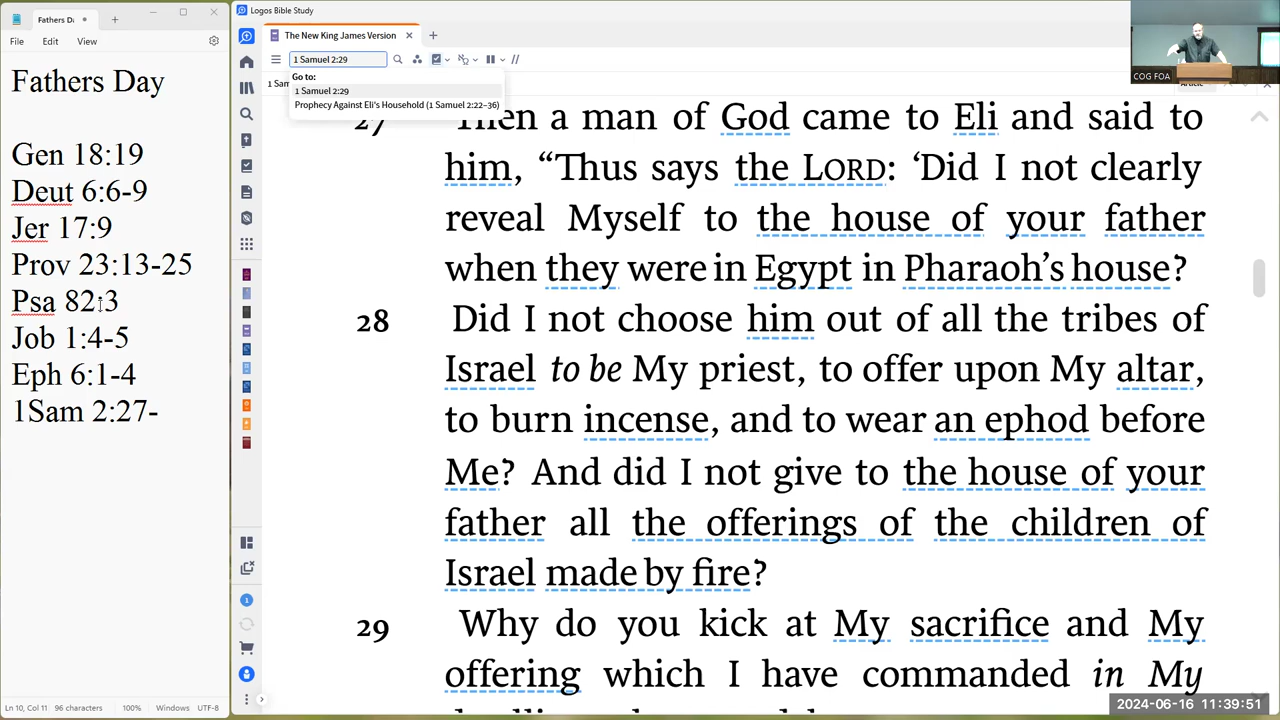 Fathers Da
File Edit View
Fathers Day
Gen 18:19
Deut 6:6-9
Jer 17:9
Prov 23:13-25
Psa 82:3
Job 1:4-5
Eph 6:1-4
1Sam 2:27-
Ln 10, Col 11 96 characters 100% Windows UTF-8
Logos Bible Study
The New King James Version
1 Samuel 2:29
Go to:
1 Sam
1 Samuel 2:29
Prophecy Against Eli's Household (1 Samuel 2:22–36)
27 Then a man of God came to Eli and said to
him, “Thus says the LORD: ‘Did I not clearly
reveal Myself to the house of your father
when they were in Egypt in Pharaoh’s house?
28 Did I not choose him out of all the tribes of
Israel to be My priest, to offer upon My altar,
to burn incense, and to wear an ephod before
Me? And did I not give to the house of your
father all the offerings of the children of
Israel made by fire?
29 Why do you kick at My sacrifice and My
offering which I have commanded in My
COG FOA
1
2024-06-16 11:39:51